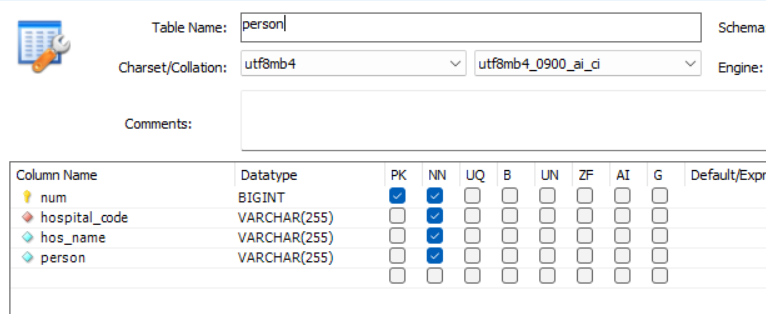 Table Name: person Schema
Charset/Collation: utf8mb4 utf8mb4_0900_ai_ci Engine:
Comments:
Column Name Datatype PK NN UQ B UN ZF AI G Default/Expr
num BIGINT
hospital_code VARCHAR(255)
hos_name VARCHAR(255)
person VARCHAR(255)